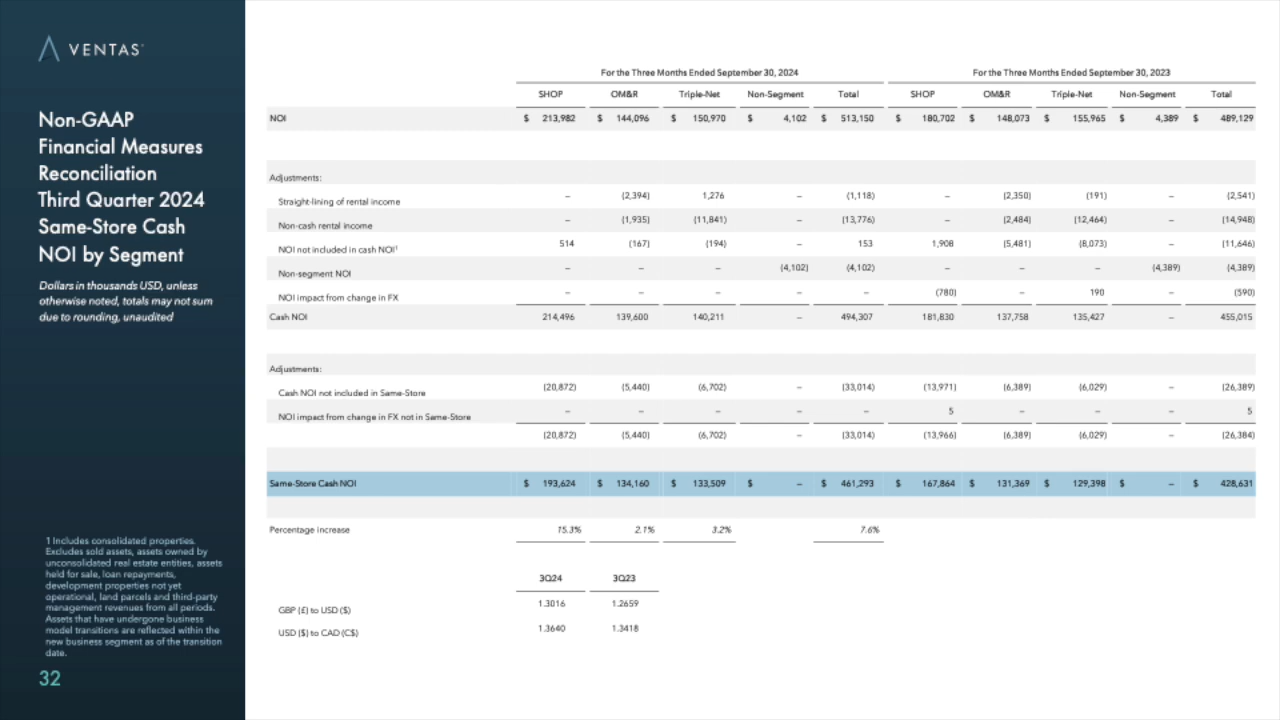 VENTAS
Non-GAAP
Financial Measures
Reconciliation
Third Quarter 2024
Same-Store Cash
NOI by Segment
Dollars in thousands USD, unless
otherwise noted, totals may not sum
due to rounding, unaudited
1 Includes consolidated properties.
Excludes sold assets, assets owned by
unconsolidated real estate entities, assets
held for sale, loan repayments,
development properties not yet
operational, land parcels and third-party
management revenues from all periods.
Assets that have undergone business
model transitions are reflected within the
new business segment as of the transition
date.
32
For the Three Months Ended September 30, 2024 For the Three Months Ended September 30, 2023
SHOP OM&R Triple-Net Non-Segment Total SHOP OM&R Triple-Net Non-Segment Total
NOI $ 213,982 $ 144,096 $ 150,970 $ 4,102 $ 513,150 $ 180,702 $ 148,073 $ 155,965 $ 4,389 $ 489,129
Adjustments:
Straight-lining of rental income – (2,394) 1,276 – (1,118) – (2,350) (191) – (2,541)
Non-cash rental income – (1,935) (11,841) – (13,776) – (2,484) (12,464) – (14,948)
NOI not included in cash NOI¹ 514 (167) (194) – 153 1,908 (5,481) (8,073) – (11,646)
Non-segment NOI – – – (4,102) (4,102) – – – (4,389) (4,389)
NOI impact from change in FX – – – – – (780) – 190 – (590)
Cash NOI 214,496 139,600 140,211 – 494,307 181,830 137,758 135,427 – 455,015
Adjustments:
Cash NOI not included in Same-Store (20,872) (5,440) (6,702) – (33,014) (13,971) (6,389) (6,029) – (26,389)
NOI impact from change in FX not in Same-Store – – – – – 5 – – – 5
(20,872) (5,440) (6,702) – (33,014) (13,966) (6,389) (6,029) – (26,384)
Same-Store Cash NOI $ 193,624 $ 134,160 $ 133,509 $ – $ 461,293 $ 167,864 $ 131,369 $ 129,398 $ – $ 428,631
Percentage increase 15.3% 2.1% 3.2% 7.6%
3Q24 3Q23
GBP (£) to USD ($) 1.3016 1.2659
USD ($) to CAD (C$) 1.3640 1.3418